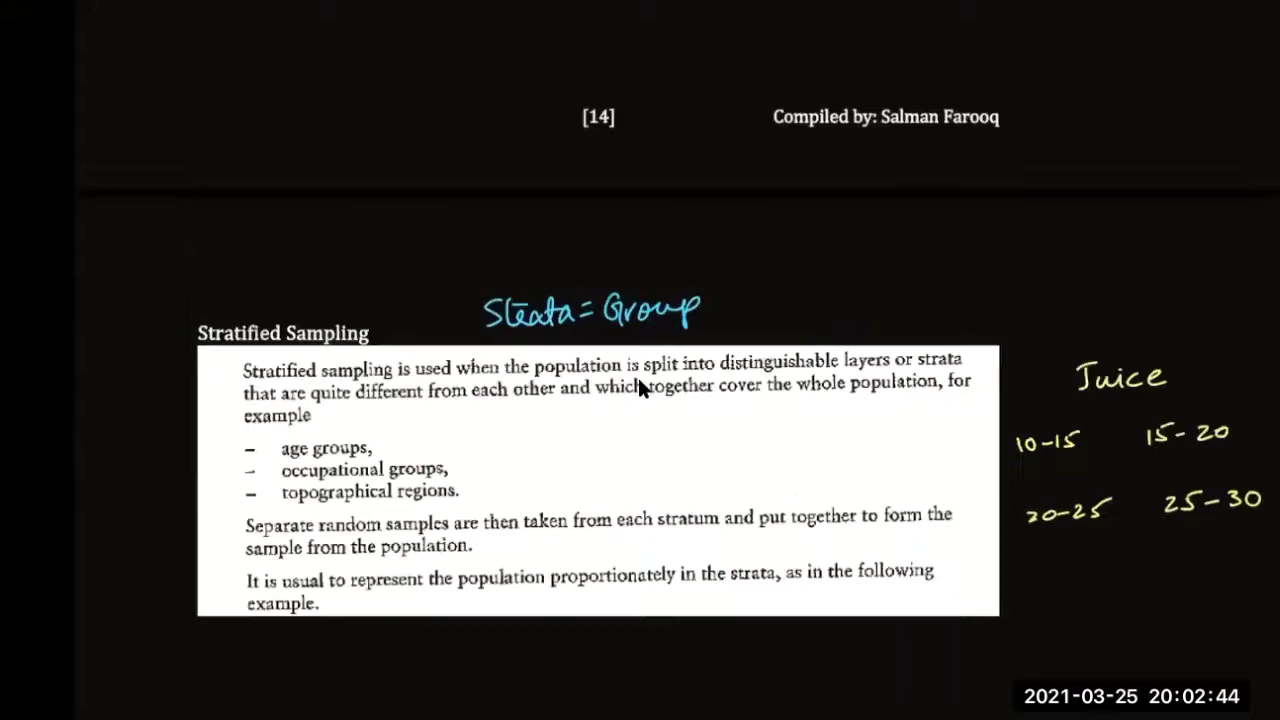 [14]
Compiled by: Salman Farooq
Strata = Group
Stratified Sampling
Stratified sampling is used when the population is split into distinguishable layers or strata
that are quite different from each other and which together cover the whole population, for
example
– age groups,
– occupational groups,
– topographical regions.
Separate random samples are then taken from each stratum and put together to form the
sample from the population.
It is usual to represent the population proportionately in the strata, as in the following
example.
Juice
10-15 15-20
20-25 25-30
2021-03-25 20:02:44